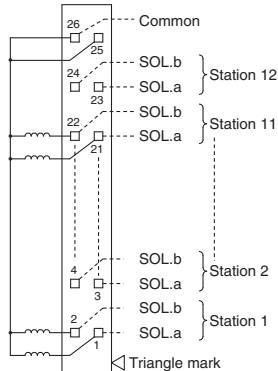 26
Common
25
24
SOL.b
Station 12
SOL.a
23
22
SOL.b
Station 11
SOL.a
21
4
SOL.b
Station 2
SOL.a
3
2
SOL.b
Station 1
SOL.a
1
Triangle mark